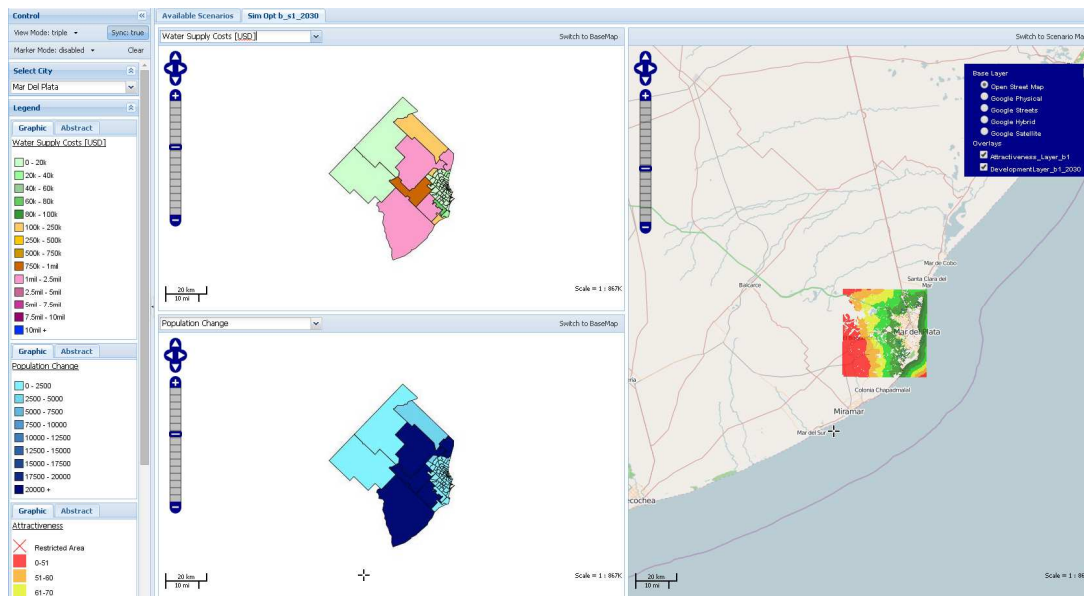 Control
View Mode: triple
Sync: true
Marker Mode: disabled
Clear
Select City
Mar Del Plata
Legend
Graphic Abstract
Water Supply Costs [USD]
0 - 20k
20k - 40k
40k - 60k
60k - 80k
80k - 100k
100k - 250k
250k - 500k
500k - 750k
750k - 1mil
1mil - 2.5mil
2.5mil - 5mil
5mil - 7.5mil
7.5mil - 10mil
10mil +
Graphic Abstract
Population Change
0 - 2500
2500 - 5000
5000 - 7500
7500 - 10000
10000 - 12500
12500 - 15000
15000 - 17500
17500 - 20000
20000 +
Graphic Abstract
Attractiveness
Restricted Area
0-51
51-60
61-70
Available Scenarios Sim Opt b_s1_2030
Water Supply Costs [USD]
Switch to BaseMap
20 km
10 mi
Scale = 1 : 867K
Population Change
Switch to BaseMap
20 km
10 mi
Scale = 1 : 867K
Switch to Scenario Ma
Base Layer
Open Street Map
Google Physical
Google Streets
Google Hybrid
Google Satellite
Overlays
Attractiveness_Layer_b1
DevelopmentLayer_b1_2030
Mar de Cobo
Santa Clara del
Mar
Balcarce
Mar del Plata
Colonia Chapadmalal
Miramar
Mar del Sur
ecochea
20 km
10 mi
Scale = 1 : 86